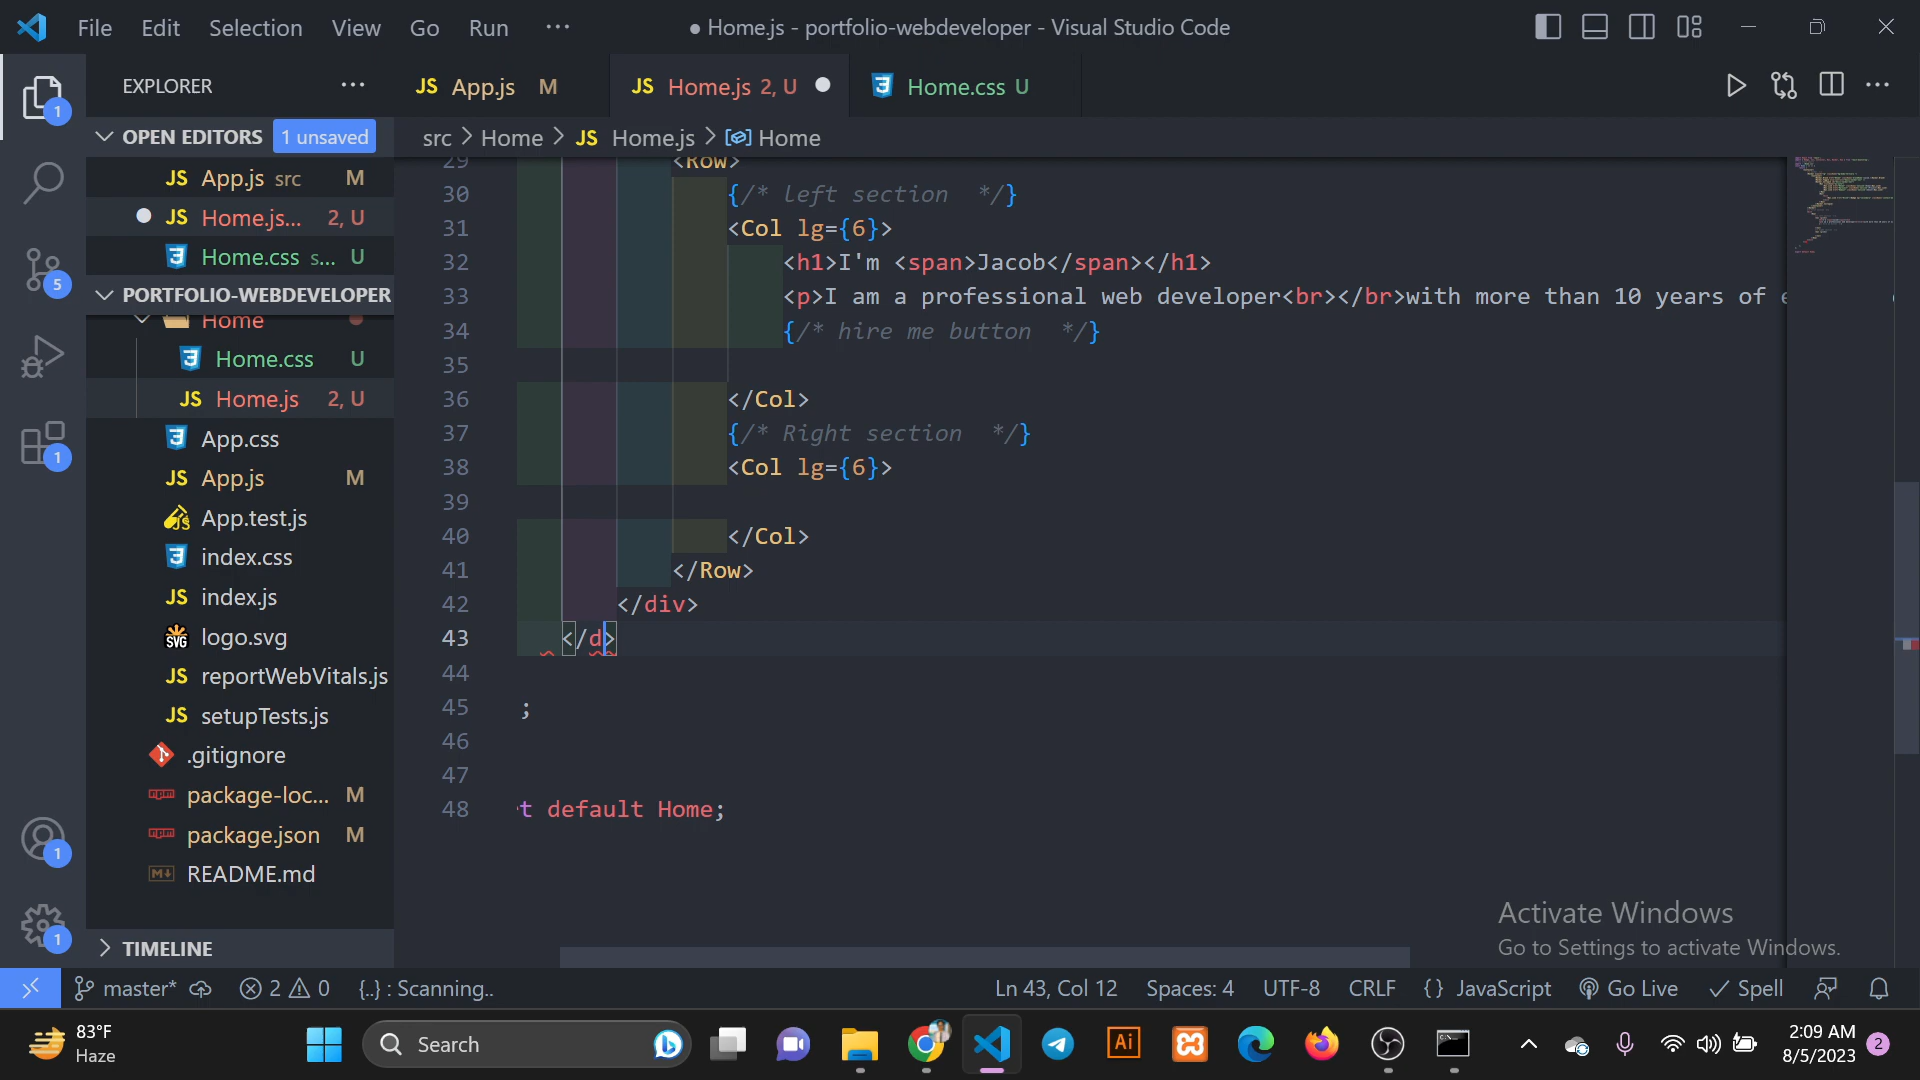 File Edit Selection View Go Run ···
● Home.js - portfolio-webdeveloper - Visual Studio Code
EXPLORER ···
JS App.js M
JS Home.js 2, U
Home.css U
OPEN EDITORS 1 unsaved
src > Home > JS Home.js > Home
JS App.js src M
JS Home.js... 2, U
Home.css s... U
PORTFOLIO-WEBDEVELOPER
Home
Home.css U
JS Home.js 2, U
App.css
JS App.js M
App.test.js
index.css
JS index.js
logo.svg
JS reportWebVitals.js
JS setupTests.js
.gitignore
package-loc... M
package.json M
README.md
TIMELINE
29 <Row>
30 {/* left section  */}
31 <Col lg={6}>
32 <h1>I'm <span>Jacob</span></h1>
33 <p>I am a professional web developer<br></br>with more than 10 years of
34 {/* hire me button  */}
35
36 </Col>
37 {/* Right section  */}
38 <Col lg={6}>
39
40 </Col>
41 </Row>
42 </div>
43 </d>
44
45 ;
46
47
48 t default Home;
Activate Windows
Go to Settings to activate Windows.
master* 2 0 {..} : Scanning.. Ln 43, Col 12 Spaces: 4 UTF-8 CRLF {} JavaScript Go Live Spell
83°F
Haze
Search
2:09 AM
8/5/2023
2